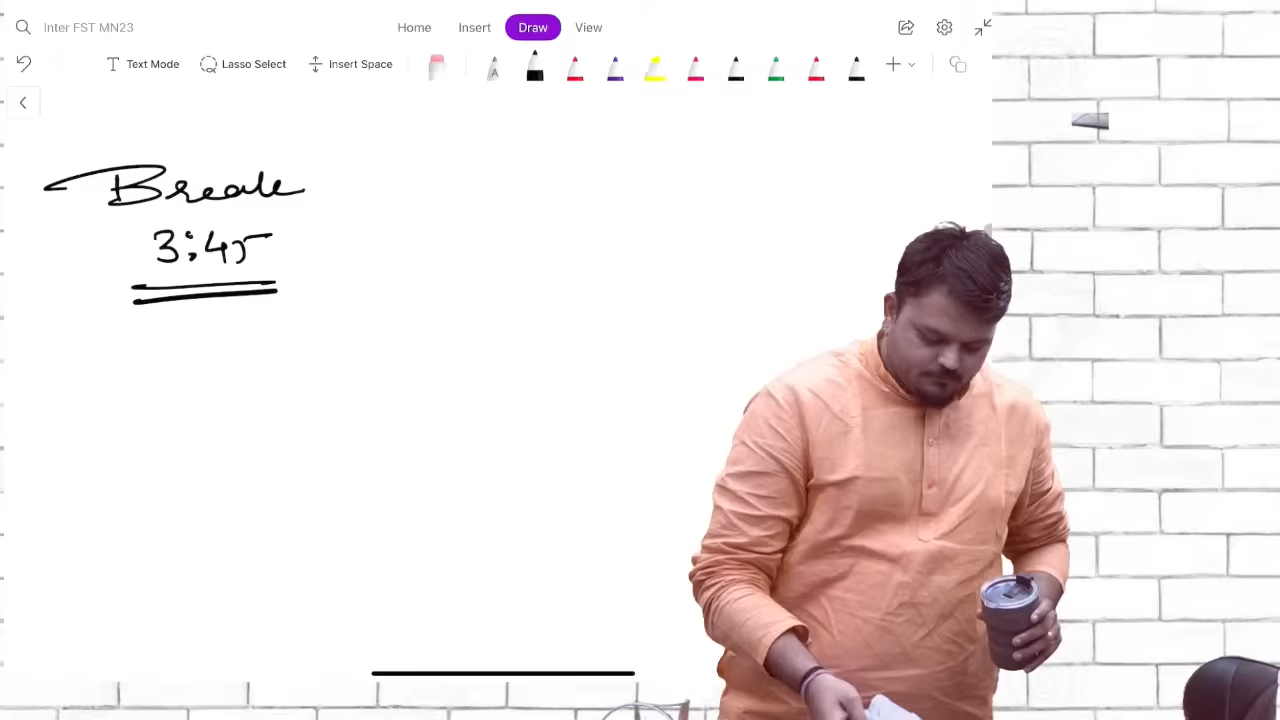 Inter FST MN23
Home Insert Draw View
Text Mode Lasso Select Insert Space
Break
3:45